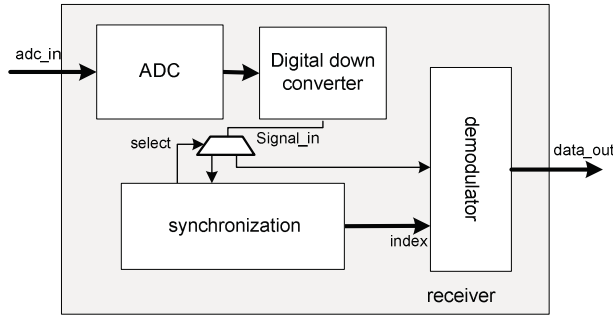 adc_in
ADC
Digital down
converter
select
Signal_in
demodulator
data_out
synchronization
index
receiver